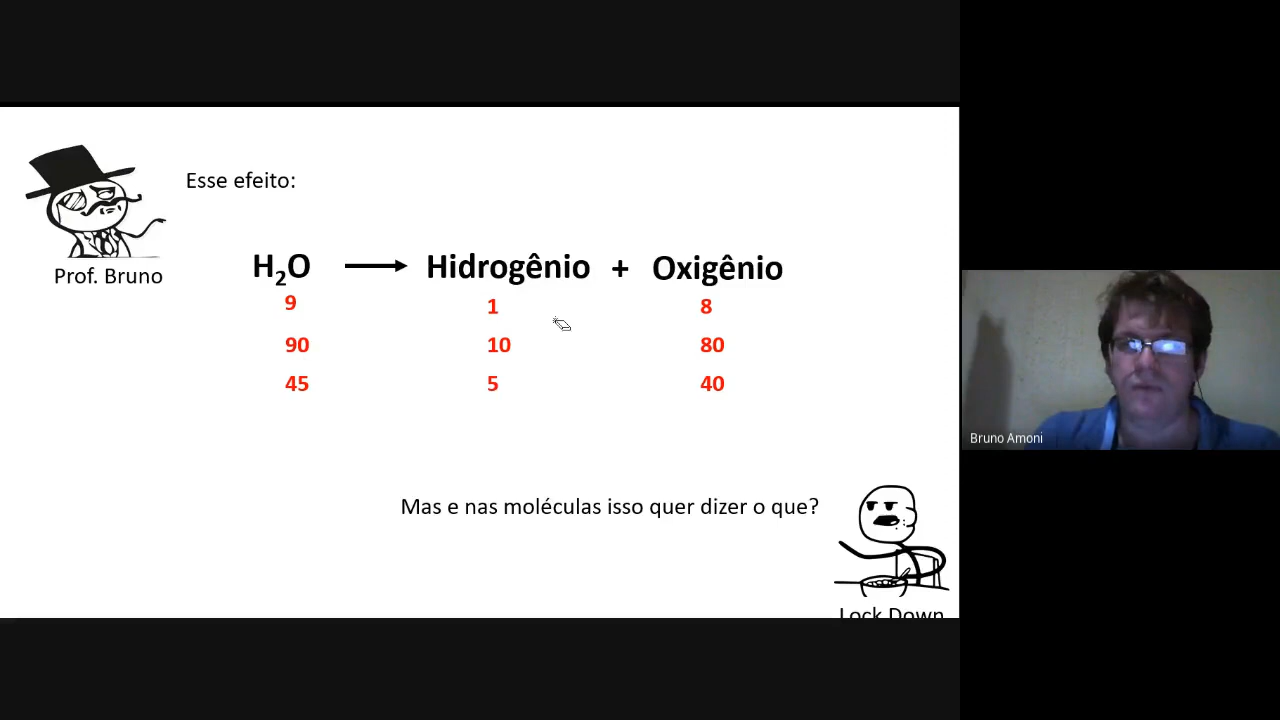 Esse efeito:
Prof. Bruno
H₂O → Hidrogênio + Oxigênio
9 1 8
90 10 80
45 5 40
Bruno Amoni
Mas e nas moléculas isso quer dizer o que?
Lock Down